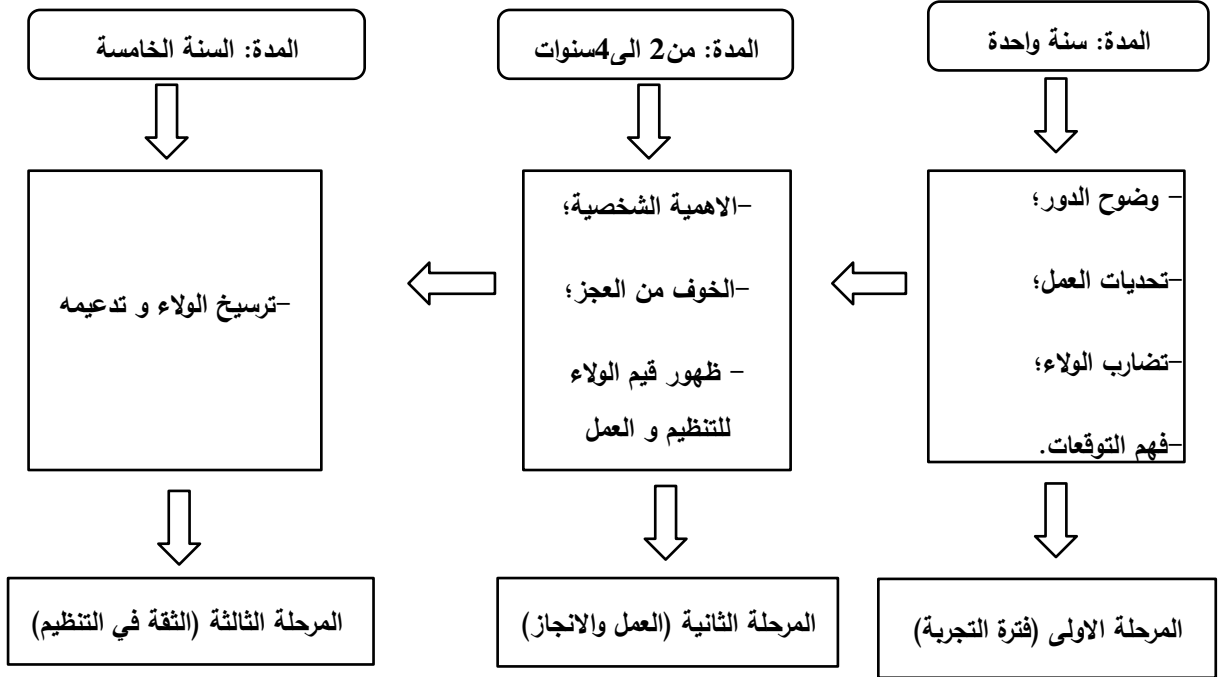 المدة: سنة واحدة
المدة: من2 الى4سنوات
المدة: السنة الخامسة
- وضوح الدور؛
-تحديات العمل؛
-تضارب الولاء؛
-فهم التوقعات.
-الاهمية الشخصية؛
-الخوف من العجز؛
- ظهور قيم الولاء
للتنظيم و العمل
-ترسيخ الولاء و تدعيمه
المرحلة الاولى (فترة التجربة)
المرحلة الثانية (العمل والانجاز)
المرحلة الثالثة (الثقة في التنظيم)